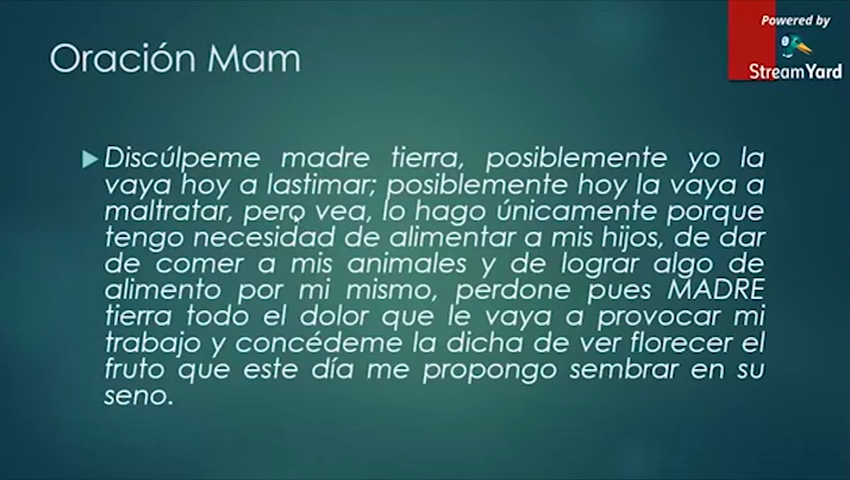 Powered by
StreamYard
Oración Mam
Discúlpeme madre tierra, posiblemente yo la
vaya hoy a lastimar; posiblemente hoy la vaya a
maltratar, pero vea, lo hago únicamente porque
tengo necesidad de alimentar a mis hijos, de dar
de comer a mis animales y de lograr algo de
alimento por mi mismo, perdone pues MADRE
tierra todo el dolor que le vaya a provocar mi
trabajo y concédeme la dicha de ver florecer el
fruto que este día me propongo sembrar en su
seno.